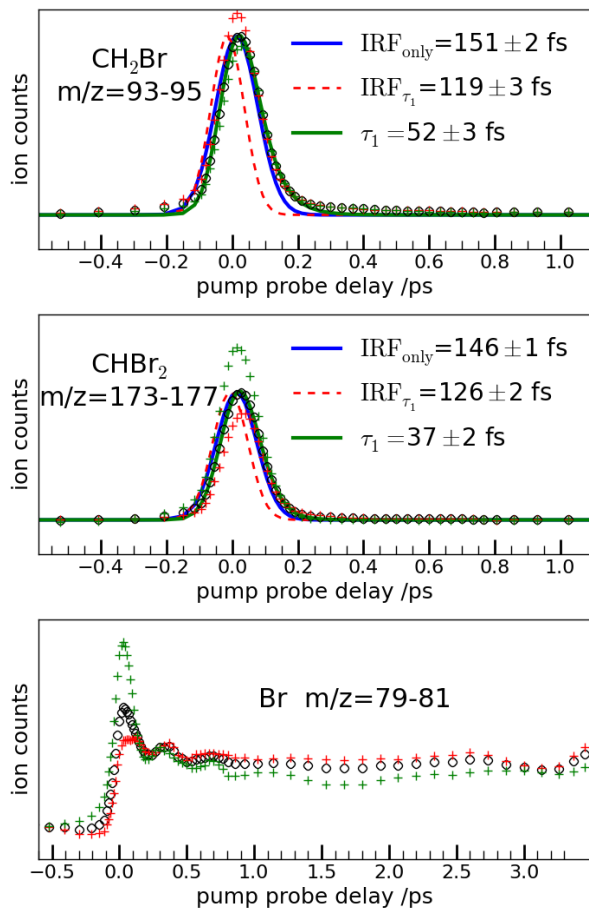 CH₂Br
m/z=93-95
IRF_only=151±2 fs
IRF_τ₁=119±3 fs
τ₁=52±3 fs
ion counts
−0.4 −0.2 0.0 0.2 0.4 0.6 0.8 1.0
pump probe delay /ps
CHBr₂
m/z=173-177
IRF_only=146±1 fs
IRF_τ₁=126±2 fs
τ₁=37±2 fs
ion counts
−0.4 −0.2 0.0 0.2 0.4 0.6 0.8 1.0
pump probe delay /ps
Br m/z=79-81
ion counts
−0.5 0.0 0.5 1.0 1.5 2.0 2.5 3.0
pump probe delay /ps